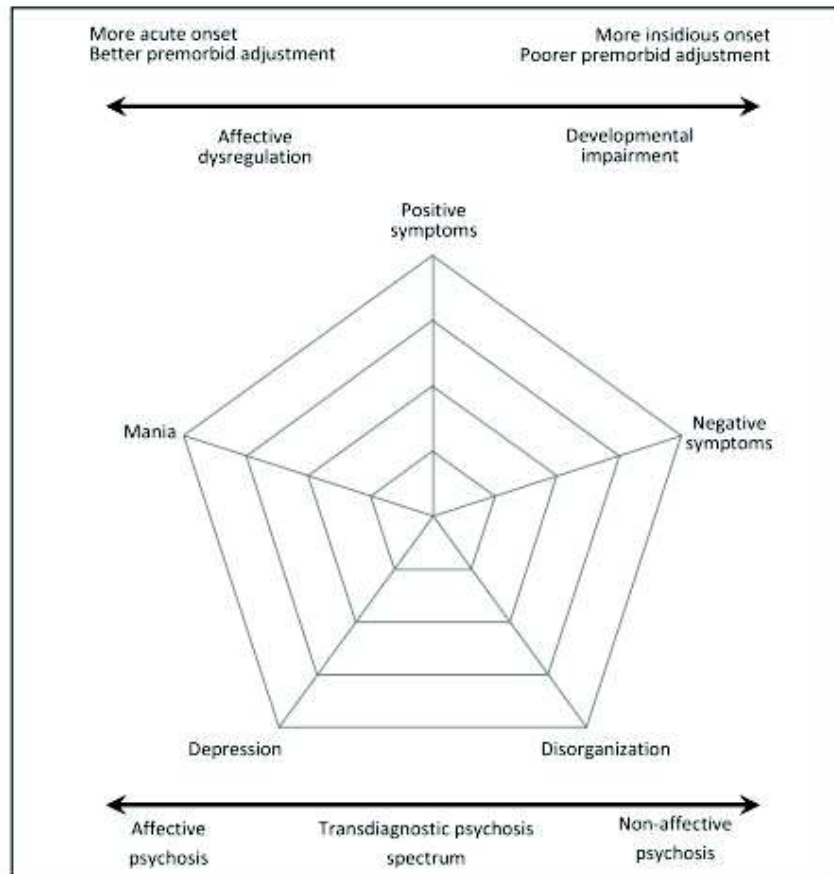 More acute onset
Better premorbid adjustment
More insidious onset
Poorer premorbid adjustment
Affective
dysregulation
Developmental
impairment
Positive
symptoms
Mania
Negative
symptoms
Depression
Disorganization
Affective
psychosis
Transdiagnostic psychosis
spectrum
Non-affective
psychosis